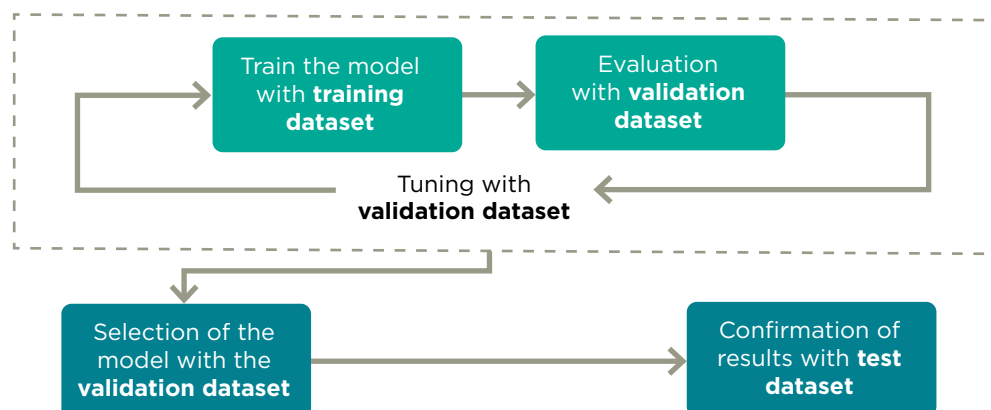 Train the model
with training
dataset
Evaluation
with validation
dataset
Tuning with
validation dataset
Selection of the
model with the
validation dataset
Confirmation of
results with test
dataset